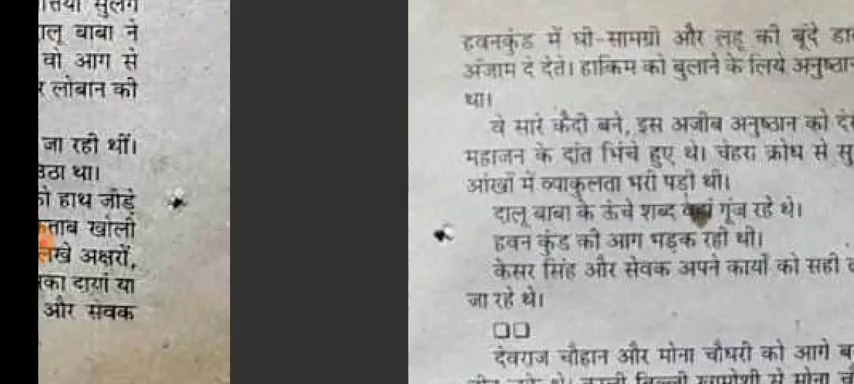 सुलग
बाबा ने
वो आग से
लोबान की
जा रही थीं।
उठा था।
हाथ जोड़े
खोली
अक्षरों,
दायां या
और सेवक
हवनकुंड में घी-सामग्री और लहू की बूंदे
अंजाम दे देते। हाकिम को बुलाने के लिये
था।
वे सारे कैदी बने, इस अजीब अनुष्ठान को
महाजन के दांत भिंचे हुए थे। चेहरा क्रोध से
आंखों में व्याकुलता भरी पड़ी थी।
दालू बाबा के ऊंचे शब्द वहां गूंज रहे थे।
हवन कुंड की आग भड़क रही थी।
केसर सिंह और सेवक अपने कार्यों को सही
जा रहे थे।
देवराज चौहान और मोना चौधरी को आगे